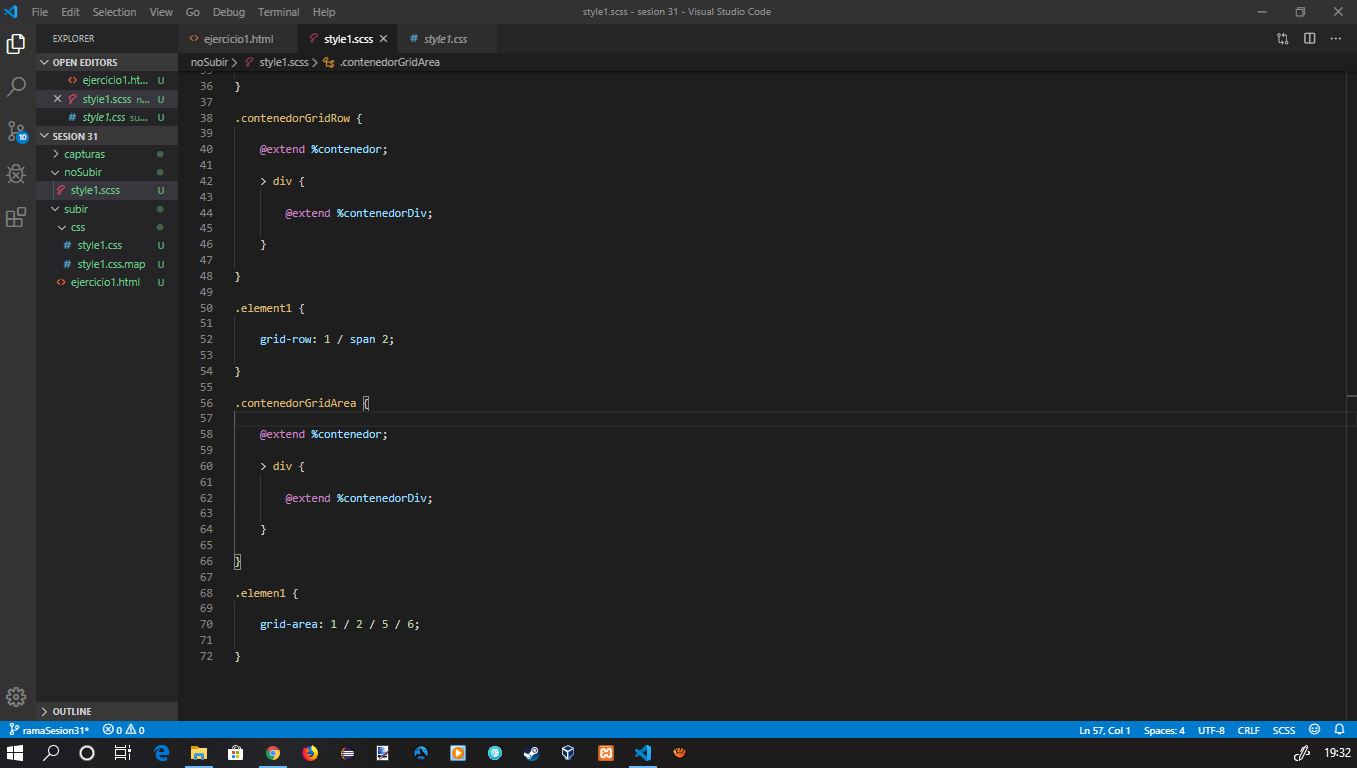 File Edit Selection View Go Debug Terminal Help
style1.scss - sesion 31 - Visual Studio Code
EXPLORER
OPEN EDITORS
ejercicio1.ht... U
style1.scss n... U
style1.css su... U
SESION 31
capturas
noSubir
style1.scss U
subir
css
style1.css U
style1.css.map U
ejercicio1.html U
OUTLINE
10
ejercicio1.html
style1.scss
style1.css
noSubir > style1.scss > .contenedorGridArea
36 }
37
38 .contenedorGridRow {
39
40 @extend %contenedor;
41
42 > div {
43
44 @extend %contenedorDiv;
45
46 }
47
48 }
49
50 .element1 {
51
52 grid-row: 1 / span 2;
53
54 }
55
56 .contenedorGridArea {
57
58 @extend %contenedor;
59
60 > div {
61
62 @extend %contenedorDiv;
63
64 }
65
66 }
67
68 .elemen1 {
69
70 grid-area: 1 / 2 / 5 / 6;
71
72 }
ramaSesion31* 0 0
Ln 57, Col 1 Spaces: 4 UTF-8 CRLF SCSS
19:32